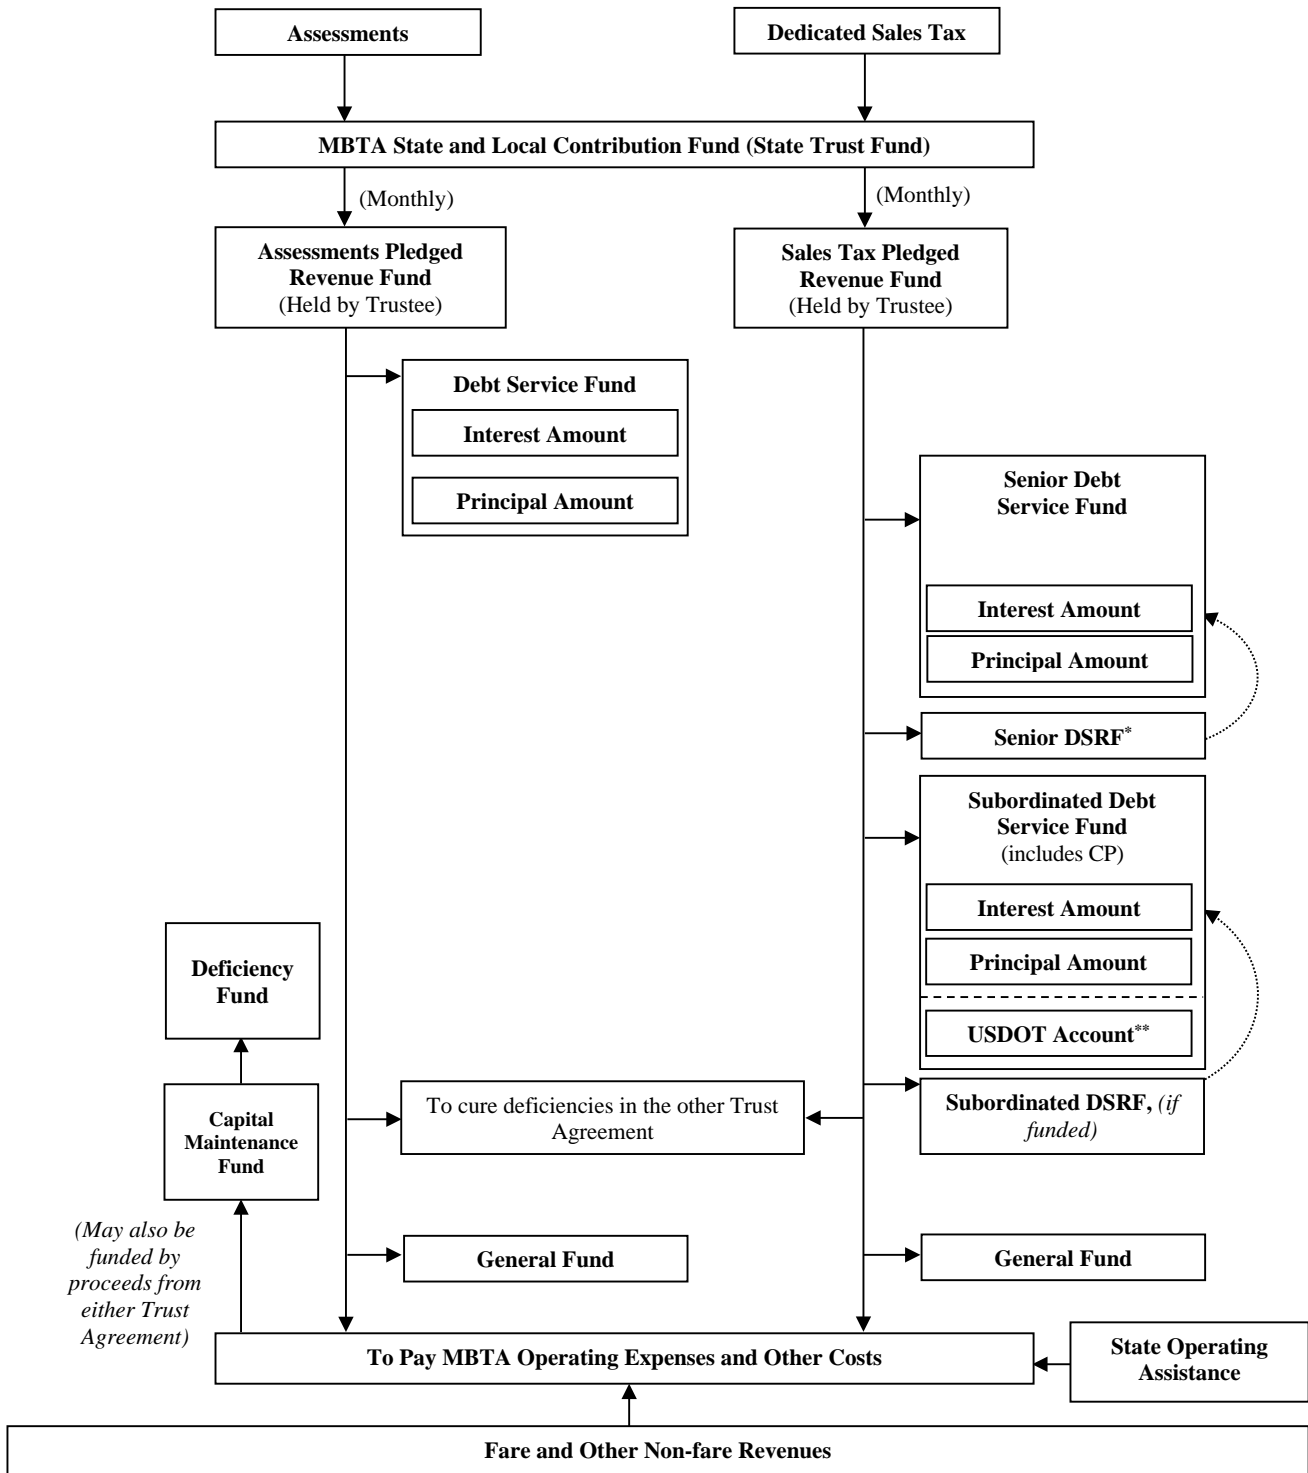 Assessments
Dedicated Sales Tax
MBTA State and Local Contribution Fund (State Trust Fund)
(Monthly)
(Monthly)
Assessments Pledged
Revenue Fund
(Held by Trustee)
Sales Tax Pledged
Revenue Fund
(Held by Trustee)
Debt Service Fund
Interest Amount
Principal Amount
Senior Debt
Service Fund
Interest Amount
Principal Amount
Senior DSRF*
Subordinated Debt
Service Fund
(includes CP)
Interest Amount
Principal Amount
USDOT Account**
Deficiency
Fund
Capital
Maintenance
Fund
To cure deficiencies in the other Trust
Agreement
Subordinated DSRF, (if
funded)
(May also be
funded by
proceeds from
either Trust
Agreement)
General Fund
General Fund
To Pay MBTA Operating Expenses and Other Costs
State Operating
Assistance
Fare and Other Non-fare Revenues